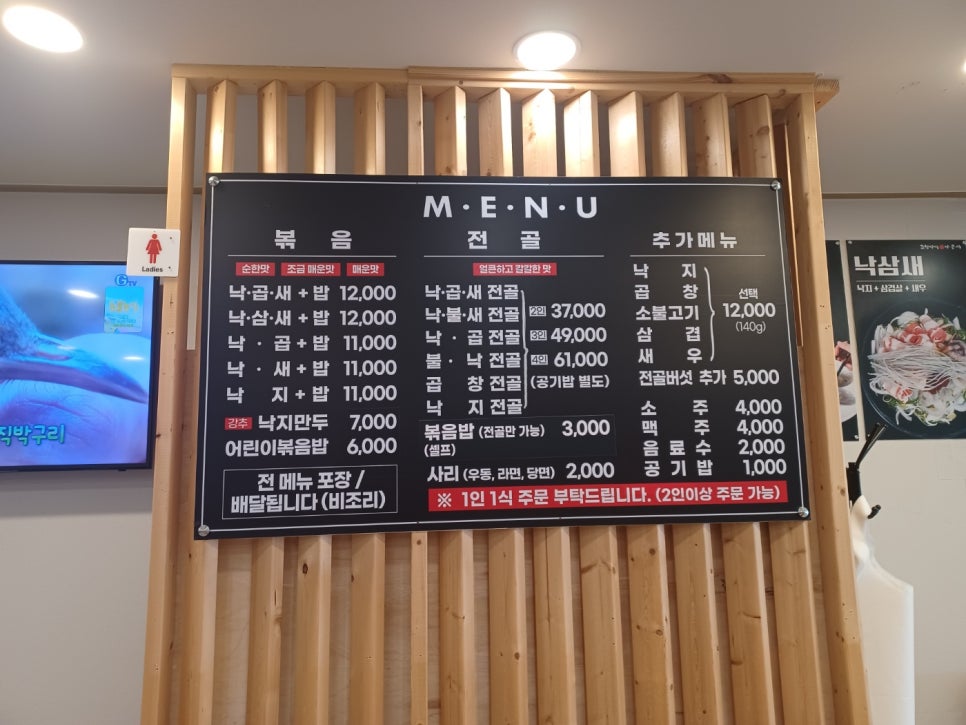 M·E·N·U
볶 음
순한맛 조금 매운맛 매운맛
낙·곱·새 + 밥 12,000
낙·삼·새 + 밥 12,000
낙 · 곱 + 밥 11,000
낙 · 새 + 밥 11,000
낙 지 + 밥 11,000
강추 낙지만두 7,000
어린이볶음밥 6,000
전 메뉴 포장 /
배달됩니다 (비조리)
전 골
얼큰하고 칼칼한 맛
낙·곱·새 전골
낙·불·새 전골
낙 · 곱 전골
불 · 낙 전골
곱 창 전골
낙 지 전골
2인 37,000
3인 49,000
4인 61,000
(공기밥 별도)
볶음밥 (전골만 가능) 3,000
(셀프)
사리 (우동, 라면, 당면) 2,000
추가메뉴
낙 지
곱 창
소불고기
삼 겹
새 우
선택
12,000
(140g)
전골버섯 추가 5,000
소 주 4,000
맥 주 4,000
음 료 수 2,000
공 기 밥 1,000
※ 1인 1식 주문 부탁드립니다. (2인이상 주문 가능)
Ladies
GTV
직박구리
낙삼새
낙지 + 삼겹살 + 새우